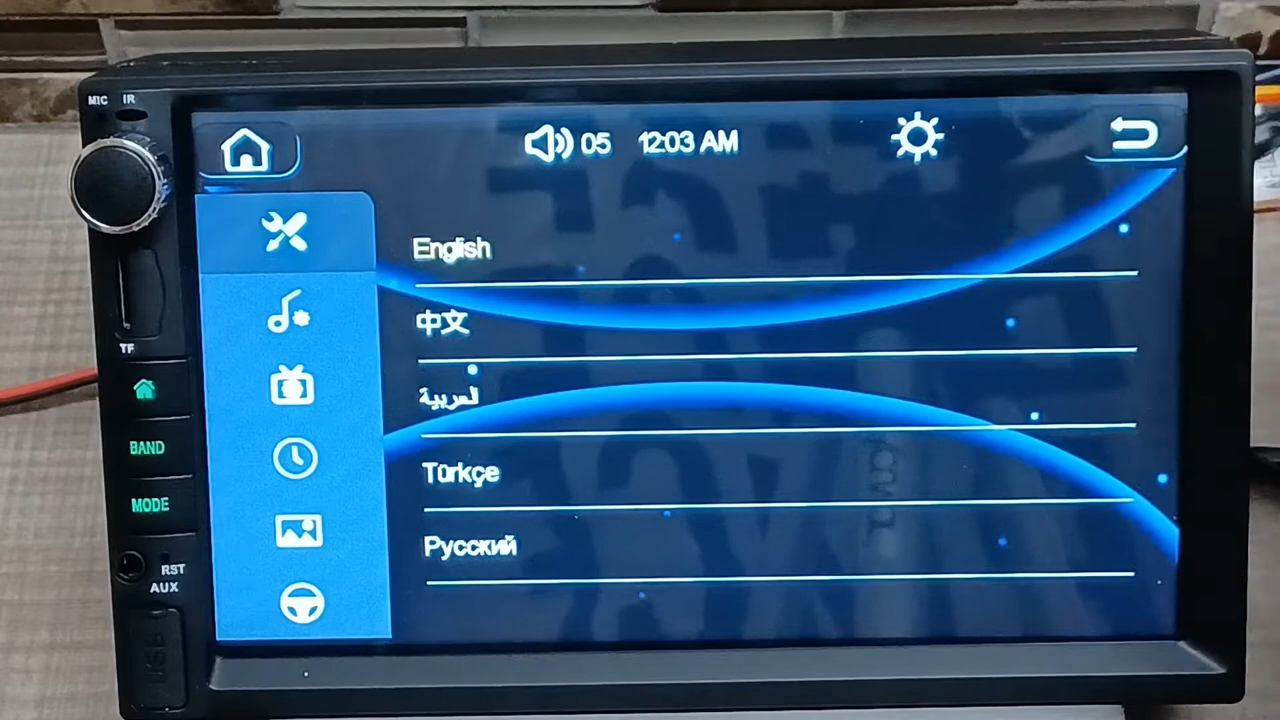 MIC IR
05 12:03 AM
English
中文
العربية
TF
BAND
Türkçe
MODE
Русский
RST
AUX
USB